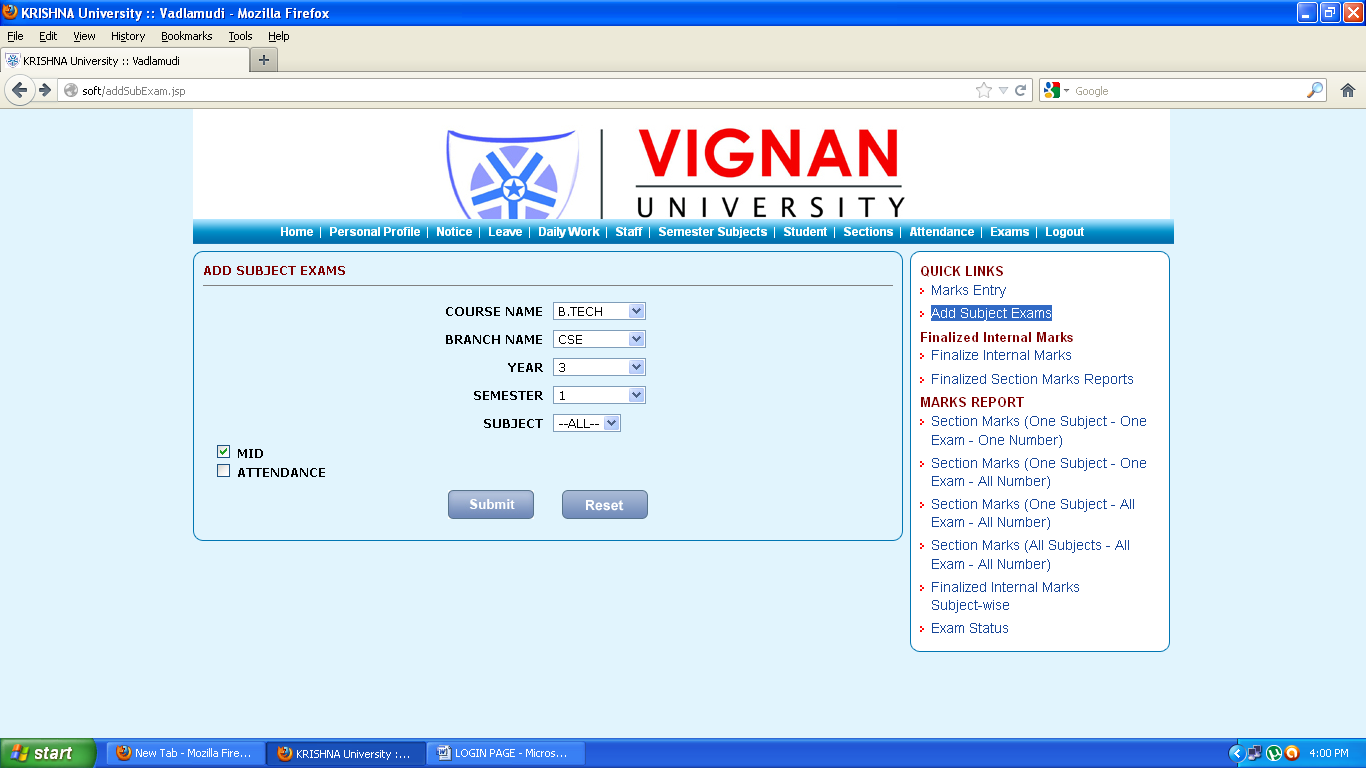 KRISHNA University :: Vadlamudi - Mozilla Firefox
File Edit View History Bookmarks Tools Help
KRISHNA University :: Vadlamudi
soft/addSubExam.jsp
Google
VIGNAN
UNIVERSITY
Home | Personal Profile | Notice | Leave | Daily Work | Staff | Semester Subjects | Student | Sections | Attendance | Exams | Logout
ADD SUBJECT EXAMS
COURSE NAME B.TECH
BRANCH NAME CSE
YEAR 3
SEMESTER 1
SUBJECT --ALL--
MID
ATTENDANCE
Submit Reset
QUICK LINKS
Marks Entry
Add Subject Exams
Finalized Internal Marks
Finalize Internal Marks
Finalized Section Marks Reports
MARKS REPORT
Section Marks (One Subject - One
Exam - One Number)
Section Marks (One Subject - One
Exam - All Number)
Section Marks (One Subject - All
Exam - All Number)
Section Marks (All Subjects - All
Exam - All Number)
Finalized Internal Marks
Subject-wise
Exam Status
start
New Tab - Mozilla Fire...
KRISHNA University :...
LOGIN PAGE - Micros...
4:00 PM